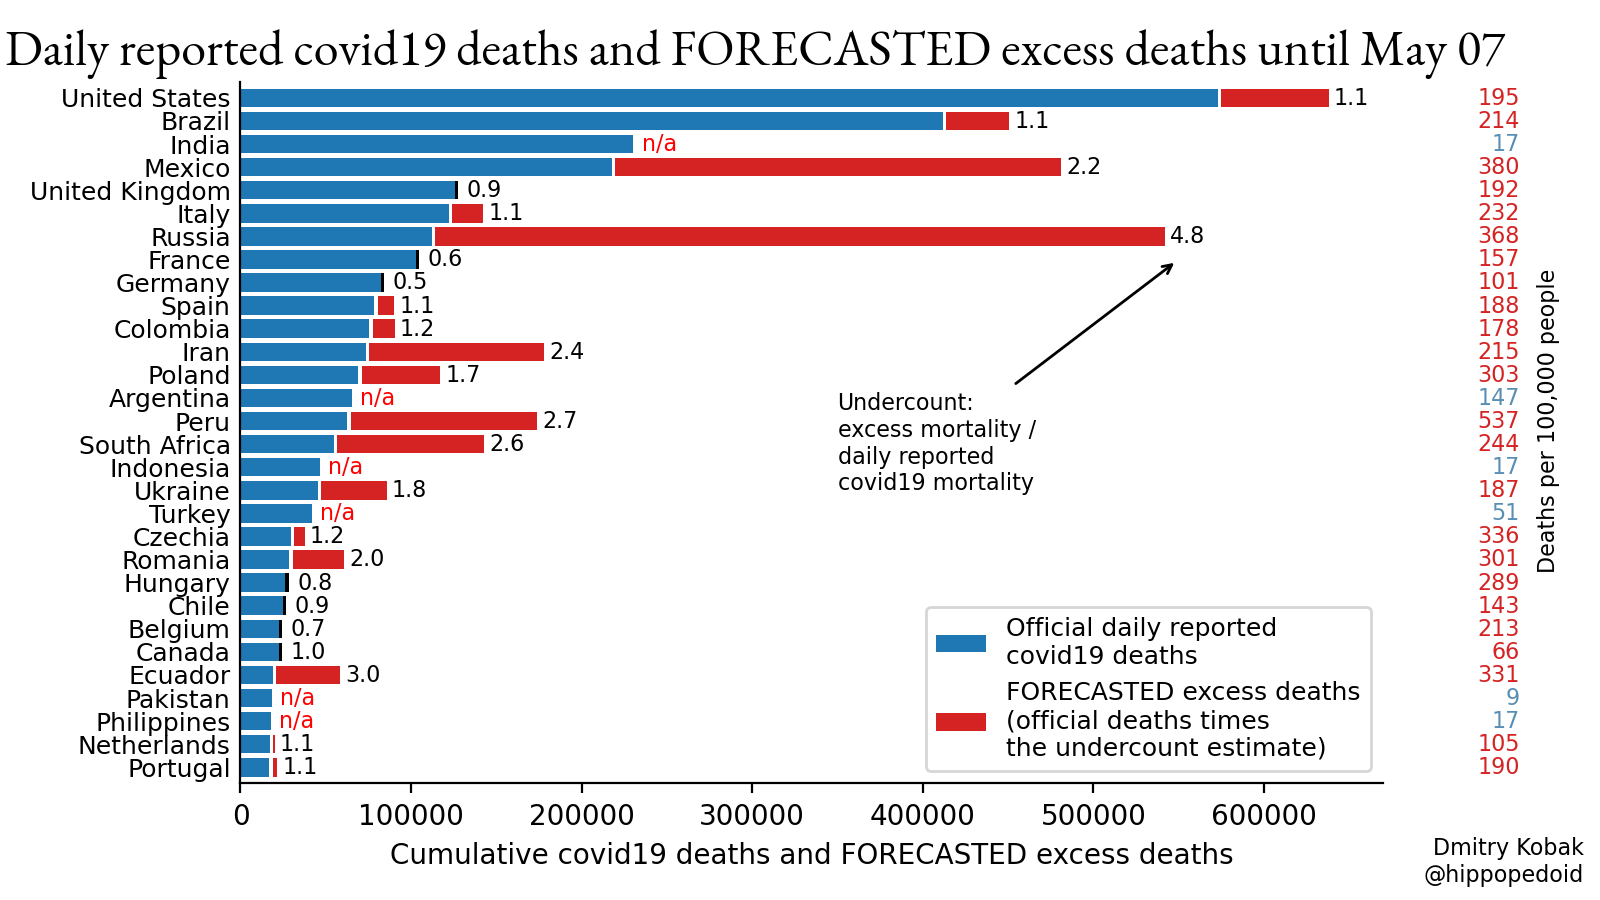 Daily reported covid19 deaths and FORECASTED excess deaths until May 07
United States 1.1 195
Brazil 1.1 214
India n/a 17
Mexico 2.2 380
United Kingdom 0.9 192
Italy 1.1 232
Russia 4.8 368
France 0.6 157
Germany 0.5 101
Spain 1.1 188
Colombia 1.2 178
Iran 2.4 215
Poland 1.7 303
Argentina n/a 147
Peru 2.7 537
South Africa 2.6 244
Indonesia n/a 17
Ukraine 1.8 187
Turkey n/a 51
Czechia 1.2 336
Romania 2.0 301
Hungary 0.8 289
Chile 0.9 143
Belgium 0.7 213
Canada 1.0 66
Ecuador 3.0 331
Pakistan n/a 9
Philippines n/a 17
Netherlands 1.1 105
Portugal 1.1 190
Undercount:
excess mortality /
daily reported
covid19 mortality
Deaths per 100,000 people
Official daily reported
covid19 deaths
FORECASTED excess deaths
(official deaths times
the undercount estimate)
0 100000 200000 300000 400000 500000 600000
Cumulative covid19 deaths and FORECASTED excess deaths
Dmitry Kobak
@hippopedoid